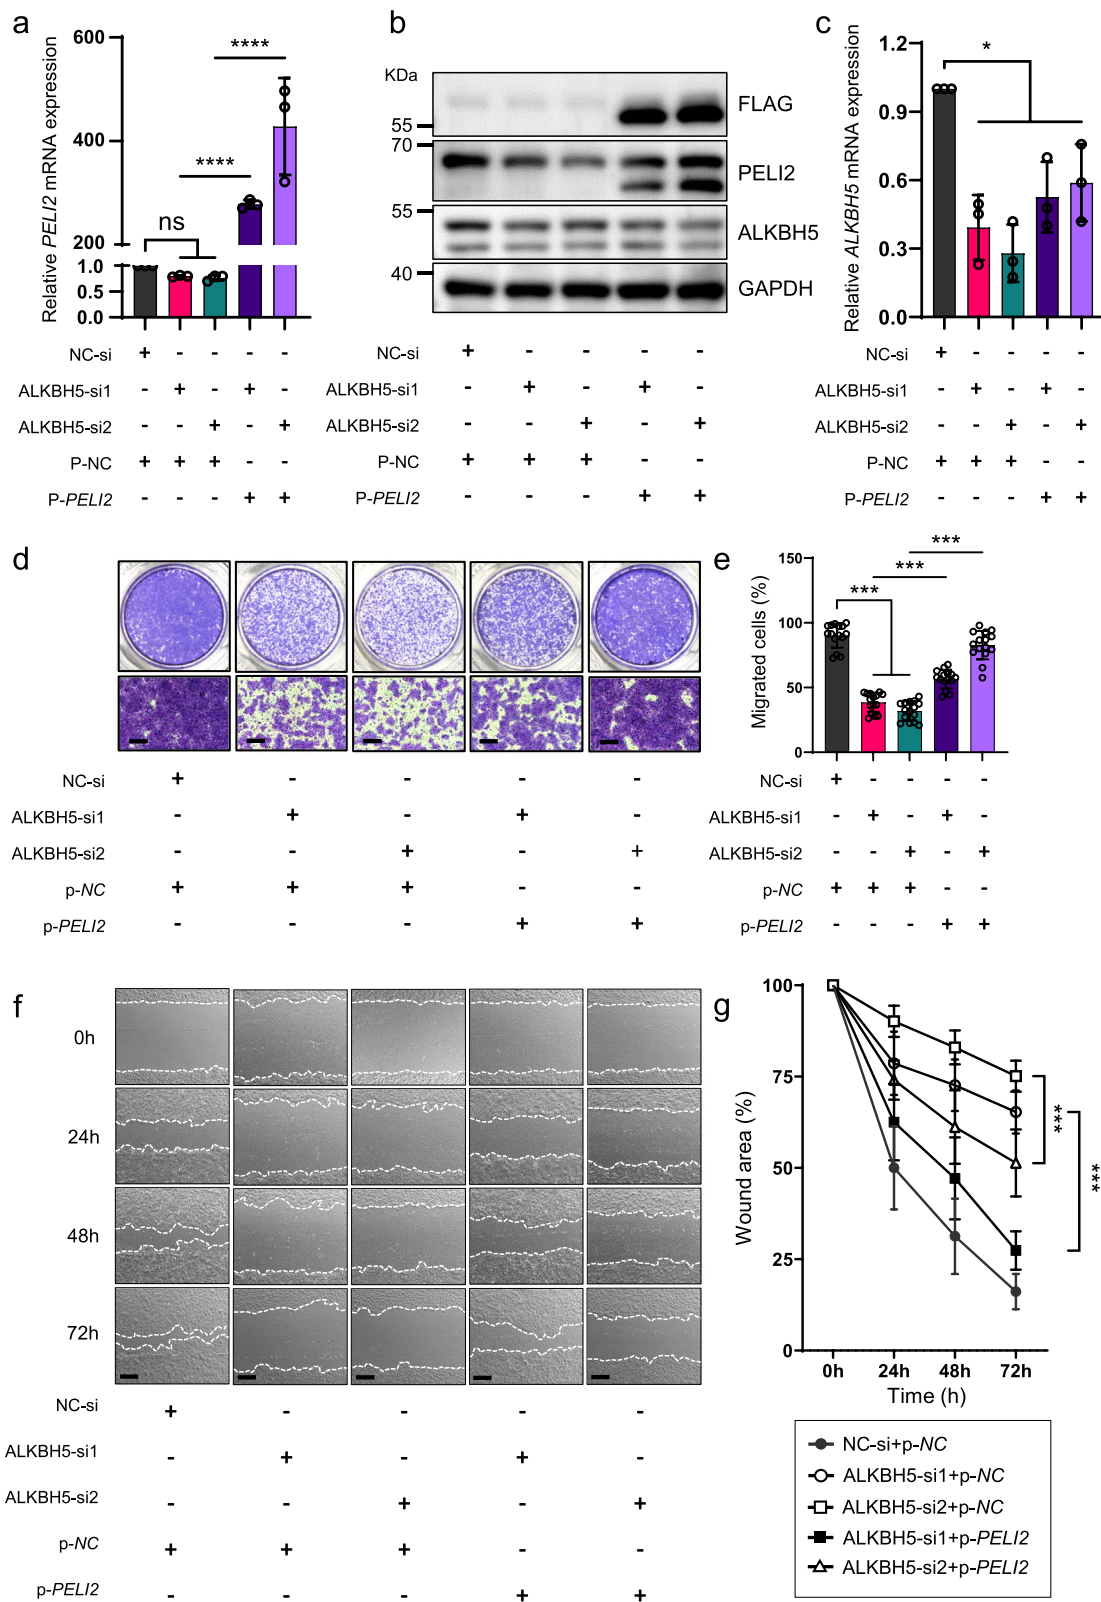 a
Relative PELI2 mRNA expression
600
400
200
1.0
0.5
0.0
ns
****
****
NC-si + - - - -
ALKBH5-si1 - + - + -
ALKBH5-si2 - - + - +
P-NC + + + - -
P-PELI2 - - - + +
b
KDa
55
70
55
40
FLAG
PELI2
ALKBH5
GAPDH
NC-si + - - - -
ALKBH5-si1 - + - + -
ALKBH5-si2 - - + - +
P-NC + + + - -
P-PELI2 - - - + +
c
Relative ALKBH5 mRNA expression
1.2
0.9
0.6
0.3
0.0
*
NC-si + - - - -
ALKBH5-si1 - + - + -
ALKBH5-si2 - - + - +
P-NC + + + - -
P-PELI2 - - - + +
d
NC-si + - - - -
ALKBH5-si1 - + - + -
ALKBH5-si2 - - + - +
p-NC + + + - -
p-PELI2 - - - + +
e
Migrated cells (%)
150
100
50
0
***
***
***
NC-si + - - - -
ALKBH5-si1 - + - + -
ALKBH5-si2 - - + - +
p-NC + + + - -
p-PELI2 - - - + +
f
0h
24h
48h
72h
NC-si + - - - -
ALKBH5-si1 - + - + -
ALKBH5-si2 - - + - +
p-NC + + + - -
p-PELI2 - - - + +
g
Wound area (%)
100
75
50
25
0
***
***
0h 24h 48h 72h
Time (h)
NC-si+p-NC
ALKBH5-si1+p-NC
ALKBH5-si2+p-NC
ALKBH5-si1+p-PELI2
ALKBH5-si2+p-PELI2